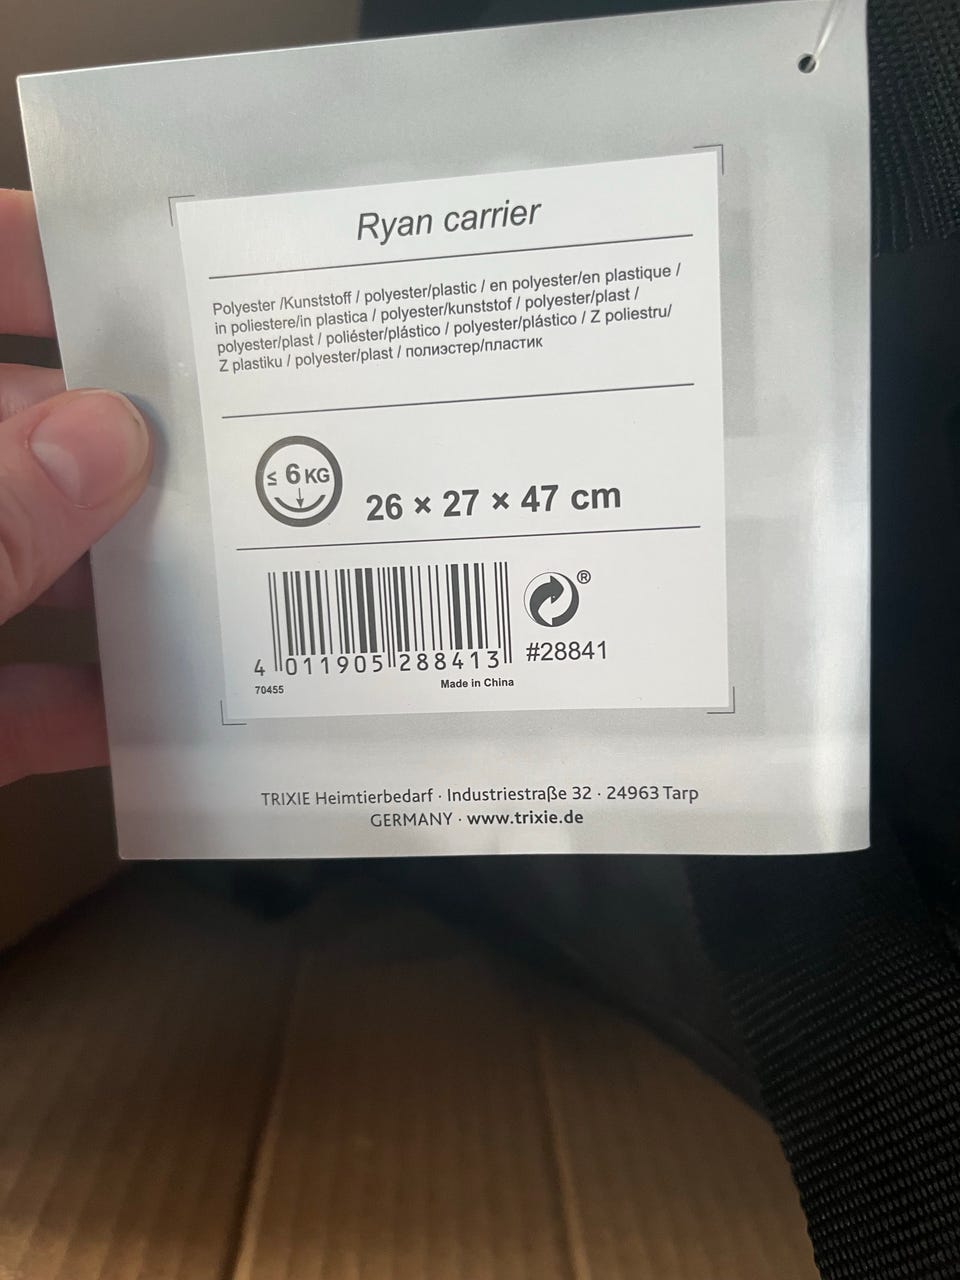 Ryan carrier
Polyester /Kunststoff / polyester/plastic / en polyester/en plastique /
in poliestere/in plastica / polyester/kunststof / polyester/plast /
polyester/plast / poliéster/plástico / polyester/plástico / Z poliestru/
Z plastiku / polyester/plast / полиэстер/пластик
≤ 6 KG
26 × 27 × 47 cm
4 011905 288413
®
#28841
70455
Made in China
TRIXIE Heimtierbedarf · Industriestraße 32 · 24963 Tarp
GERMANY · www.trixie.de